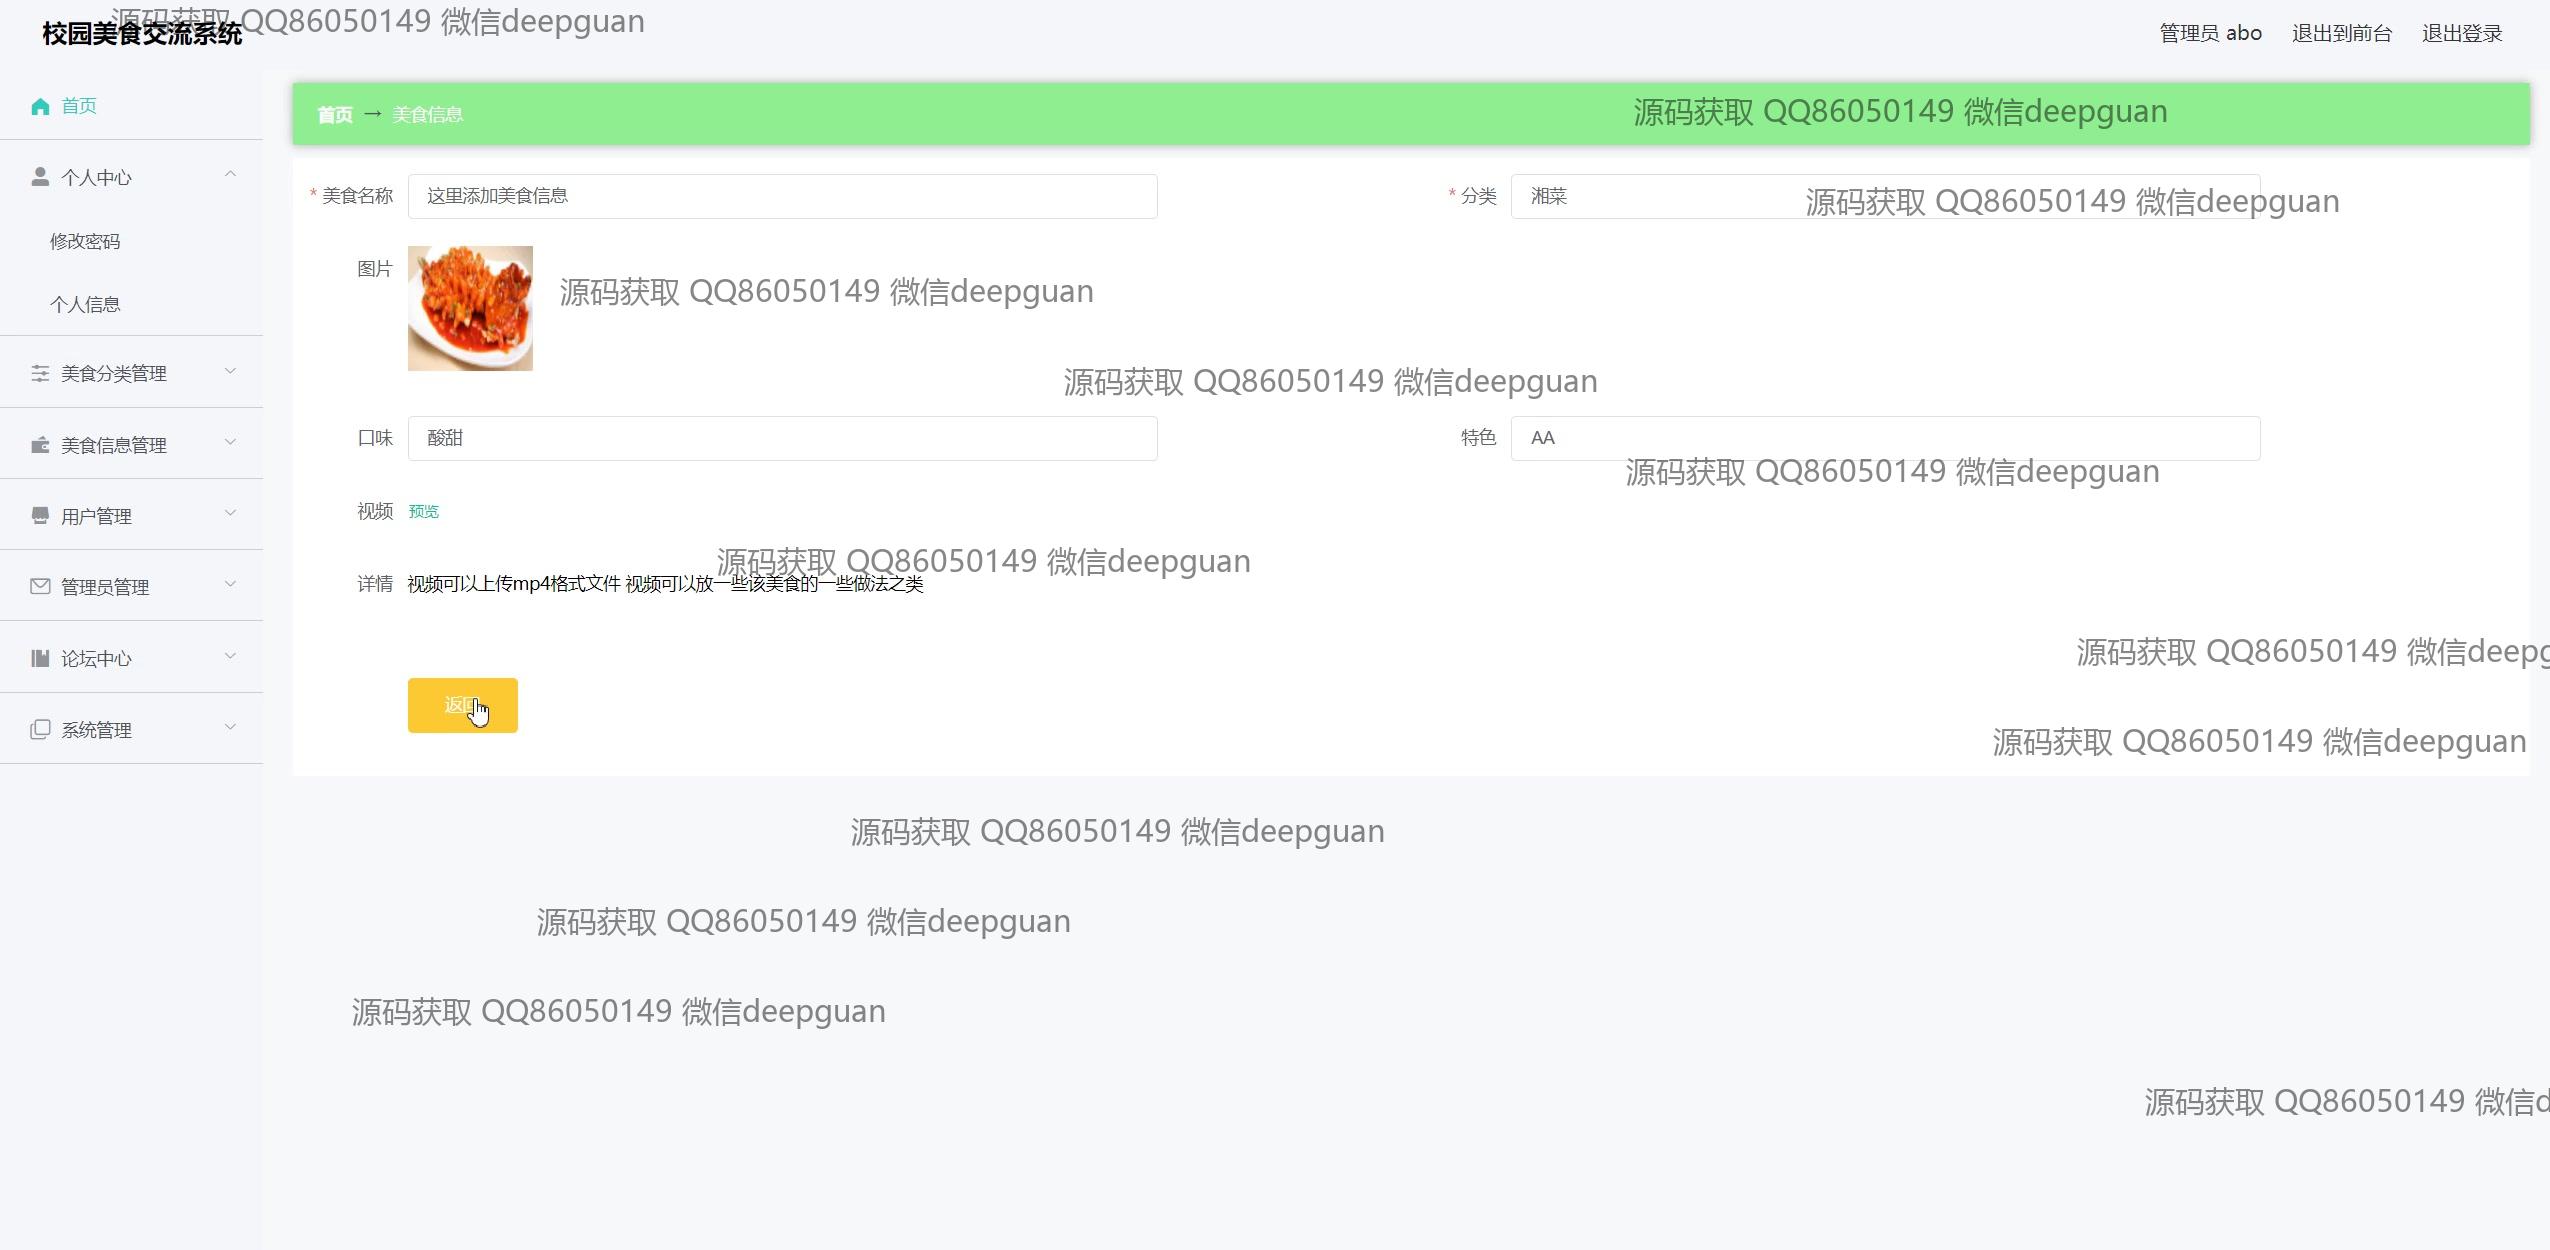 校园美食交流系统
源码获取 QQ86050149 微信deepguan
管理员 abo 退出到前台 退出登录
首页
个人中心
修改密码
个人信息
美食分类管理
美食信息管理
用户管理
管理员管理
论坛中心
系统管理
首页 → 美食信息
源码获取 QQ86050149 微信deepguan
* 美食名称 这里添加美食信息
* 分类 湘菜
源码获取 QQ86050149 微信deepguan
图片
源码获取 QQ86050149 微信deepguan
源码获取 QQ86050149 微信deepguan
口味 酸甜
特色 AA
源码获取 QQ86050149 微信deepguan
视频 预览
源码获取 QQ86050149 微信deepguan
详情 视频可以上传mp4格式文件 视频可以放一些该美食的一些做法之类
源码获取 QQ86050149 微信deepg
返回
源码获取 QQ86050149 微信deepguan
源码获取 QQ86050149 微信deepguan
源码获取 QQ86050149 微信deepguan
源码获取 QQ86050149 微信deepguan
源码获取 QQ86050149 微信d